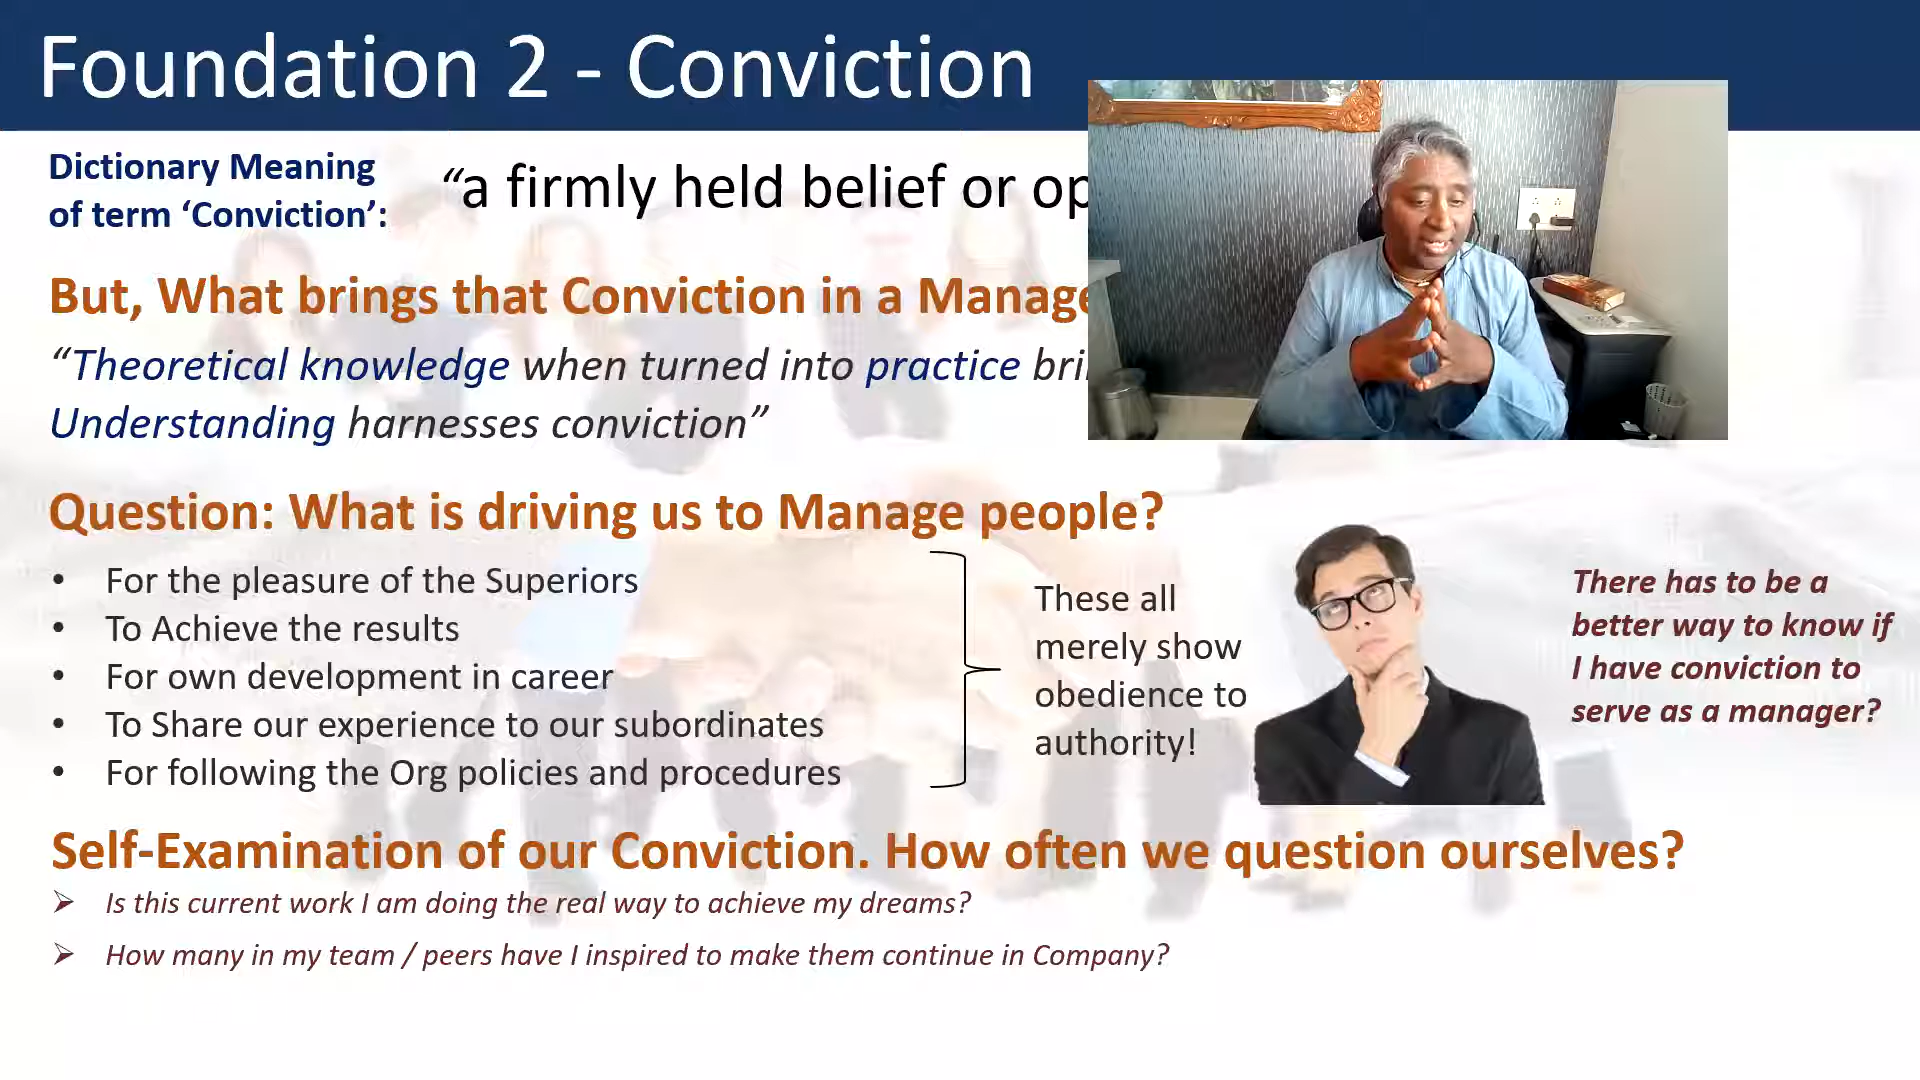 Foundation 2 - Conviction
Dictionary Meaning
of term ‘Conviction’:
“a firmly held belief or
But, What brings that Conviction in a
“Theoretical knowledge when turned into practice
Understanding harnesses conviction”
Question: What is driving us to Manage people?
• For the pleasure of the Superiors
• To Achieve the results
• For own development in career
• To Share our experience to our subordinates
• For following the Org policies and procedures
These all
merely show
obedience to
authority!
There has to be a
better way to know if
I have conviction to
serve as a manager?
Self-Examination of our Conviction. How often we question ourselves?
➢ Is this current work I am doing the real way to achieve my dreams?
➢ How many in my team / peers have I inspired to make them continue in Company?